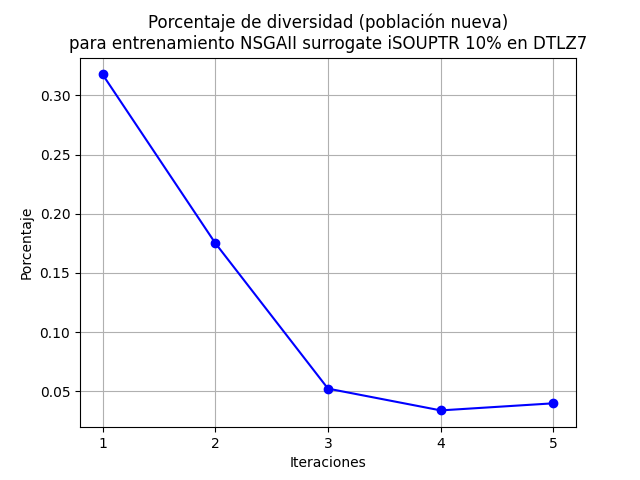 Porcentaje de diversidad (población nueva)
para entrenamiento NSGAII surrogate iSOUPTR 10% en DTLZ7
0.30
0.25
0.20
0.15
0.10
0.05
Porcentaje
1 2 3 4 5
Iteraciones